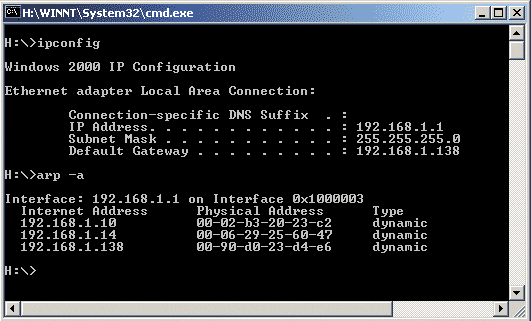 H:\WINNT\System32\cmd.exe
H:\>ipconfig
Windows 2000 IP Configuration
Ethernet adapter Local Area Connection:
Connection-specific DNS Suffix . :
IP Address. . . . . . . . . . . . : 192.168.1.1
Subnet Mask . . . . . . . . . . . : 255.255.255.0
Default Gateway . . . . . . . . . : 192.168.1.138
H:\>arp -a
Interface: 192.168.1.1 on Interface 0x1000003
Internet Address Physical Address Type
192.168.1.10 00-02-b3-20-23-c2 dynamic
192.168.1.14 00-06-29-25-60-47 dynamic
192.168.1.138 00-90-d0-23-d4-e6 dynamic
H:\>